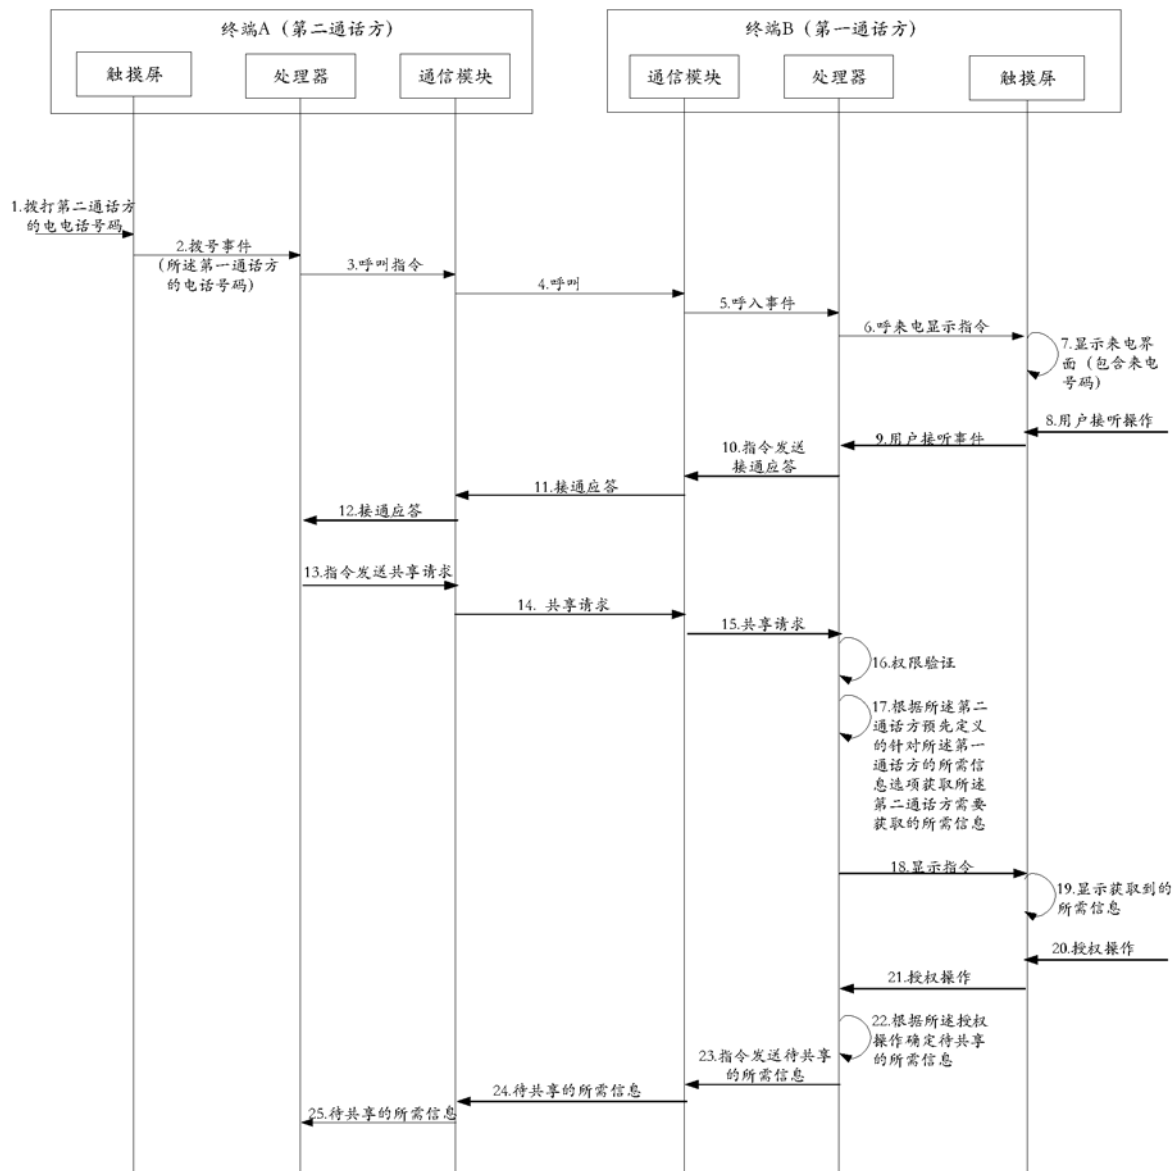 终端A（第二通话方）
终端B（第一通话方）
触摸屏
处理器
通信模块
通信模块
处理器
触摸屏
1.拨打第二通话方
的电电话号码
2.拨号事件
（所述第一通话方
的电话号码）
3.呼叫指令
4.呼叫
5.呼入事件
6.呼来电显示指令
7.显示来电界
面（包含来电
号码）
8.用户接听操作
9.用户接听事件
10.指令发送
接通应答
11.接通应答
12.接通应答
13.指令发送共享请求
14. 共享请求
15.共享请求
16.权限验证
17.根据所述第二
通话方预先定义
的针对所述第一
通话方的所需信
息选项获取所述
第二通话方需要
获取的所需信息
18.显示指令
19.显示获取到的
所需信息
20.授权操作
21.授权操作
22.根据所述授权
操作确定待共享
的所需信息
23.指令发送待共享
的所需信息
24.待共享的所需信息
25.待共享的所需信息